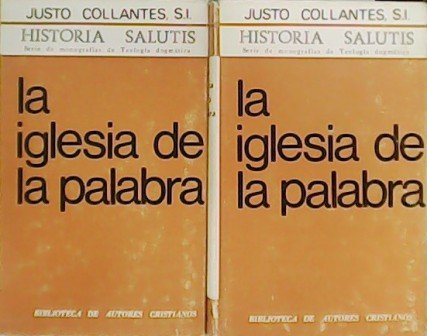 JUSTO COLLANTES, S.I.
HISTORIA SALUTIS
Serie de monografías de Teología dogmática
la
iglesia de
la palabra
BIBLIOTECA DE AUTORES CRISTIANOS
JUSTO COLLANTES, S.I.
HISTORIA SALUTIS
Serie de monografías de Teología dogmática
la
iglesia de
la palabra
BIBLIOTECA DE AUTORES CRISTIANOS